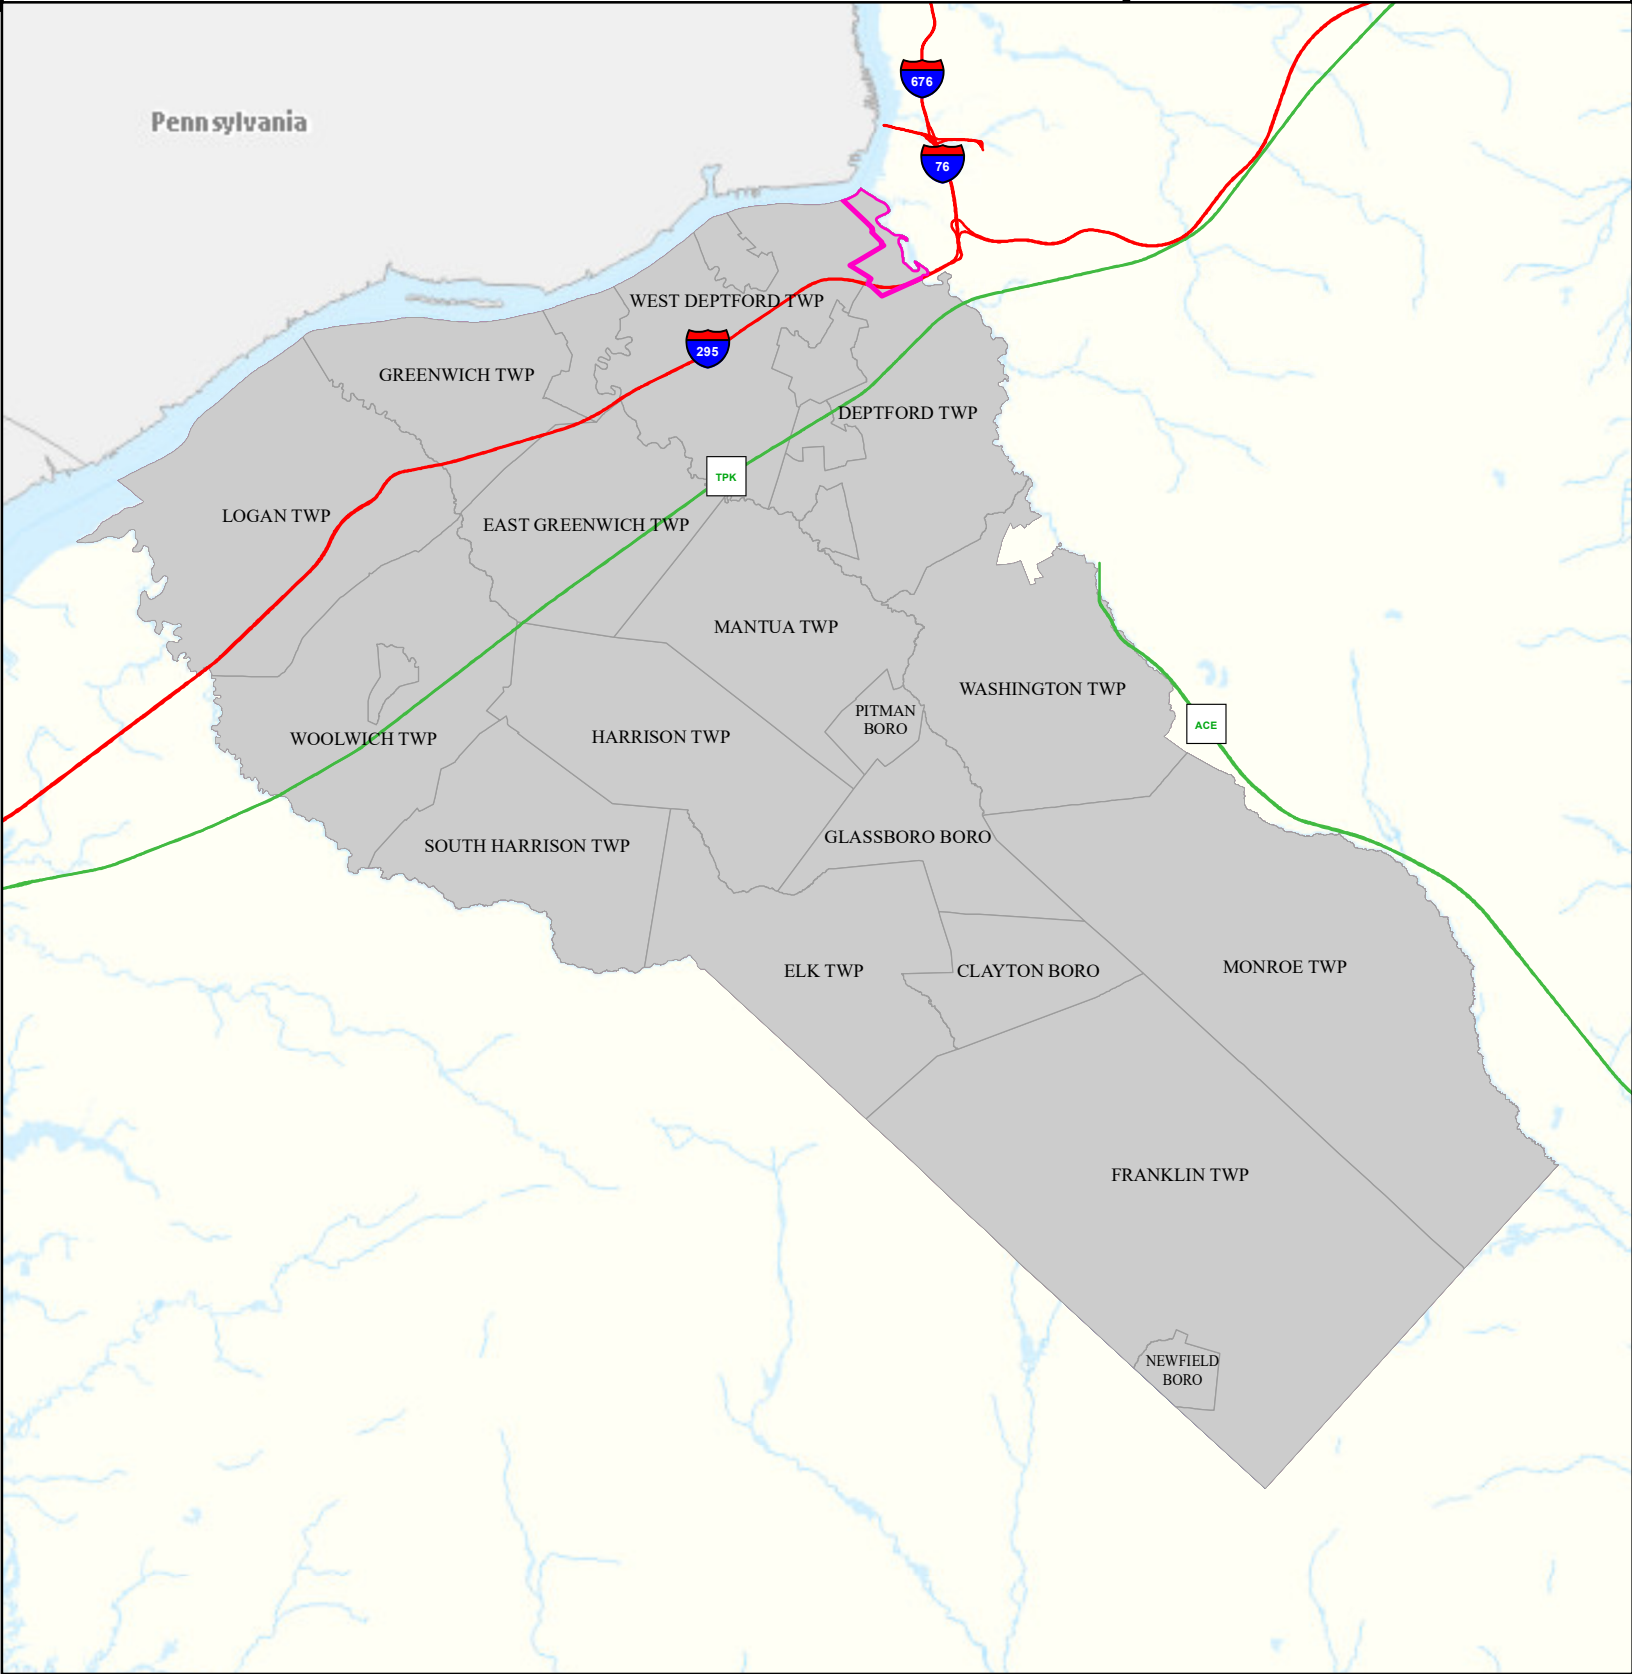 676
Pennsylvania
76
WEST DEPTFORD TWP
295
GREENWICH TWP
DEPTFORD TWP
TPK
LOGAN TWP
EAST GREENWICH TWP
MANTUA TWP
WASHINGTON TWP
PITMAN
BORO
ACE
WOOLWICH TWP
HARRISON TWP
GLASSBORO BORO
SOUTH HARRISON TWP
ELK TWP
CLAYTON BORO
MONROE TWP
FRANKLIN TWP
NEWFIELD
BORO